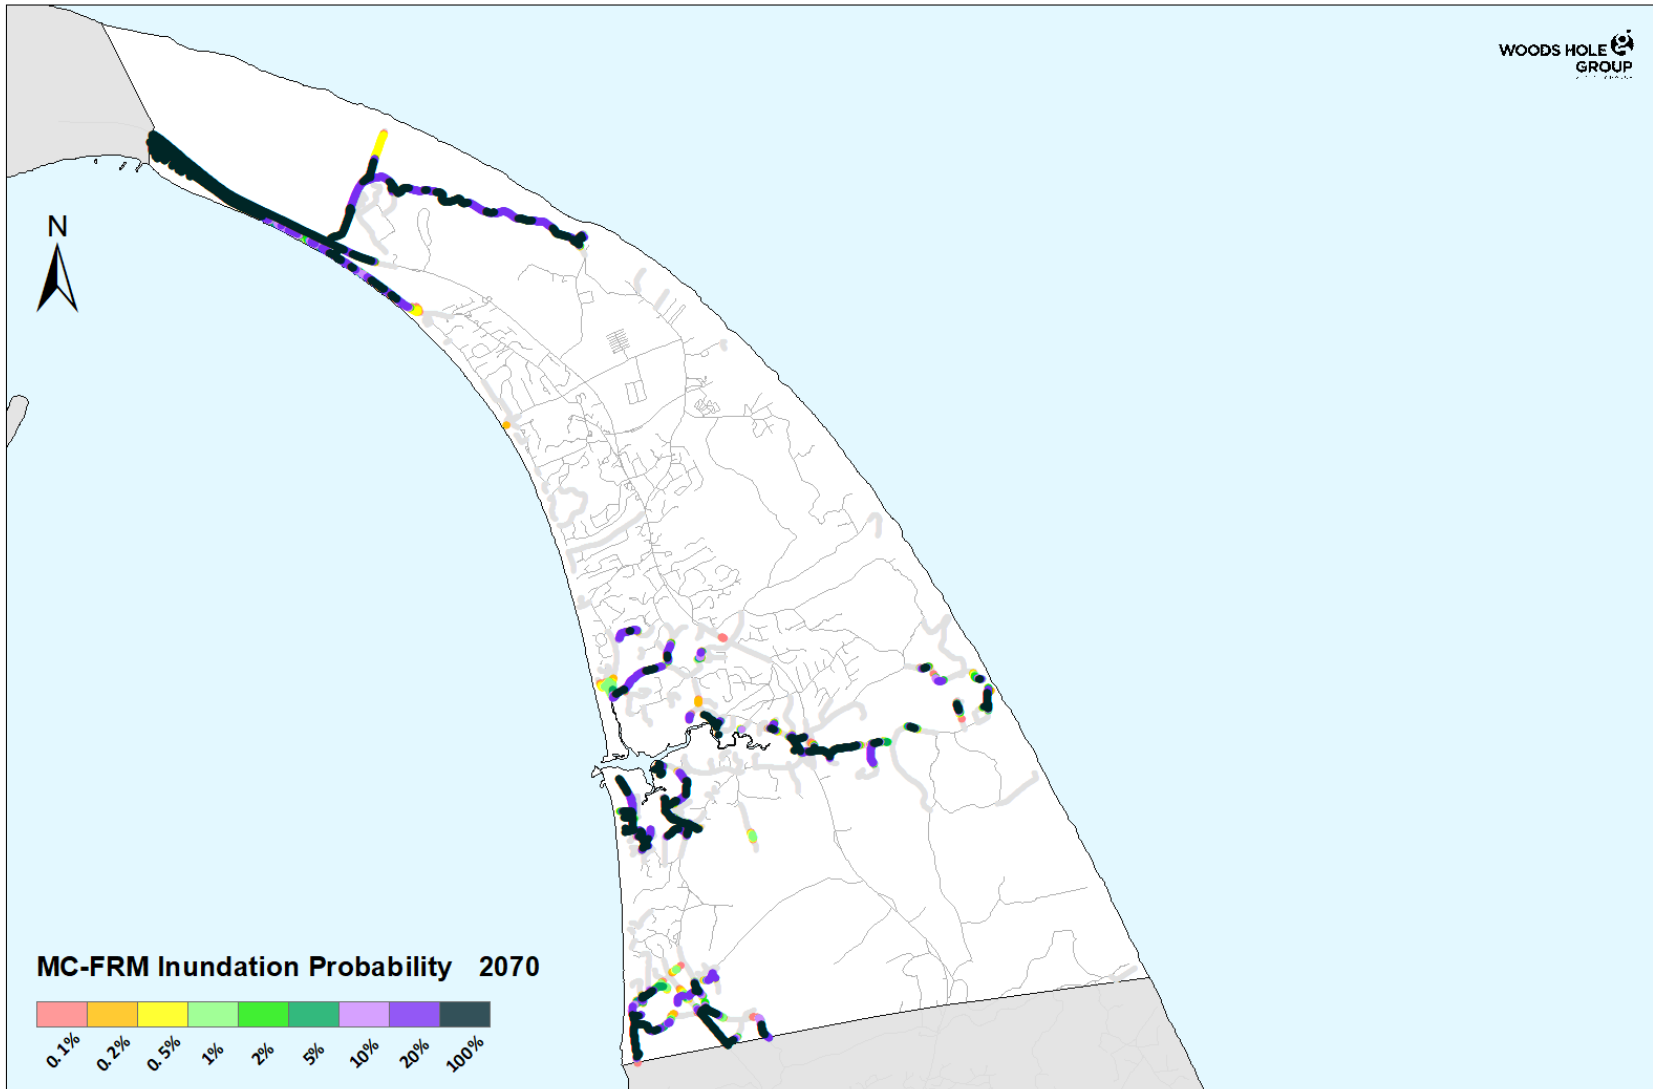 WOODS HOLE
GROUP
N
MC-FRM Inundation Probability 2070
0.1% 0.2% 0.5% 1% 2% 5% 10% 20% 100%